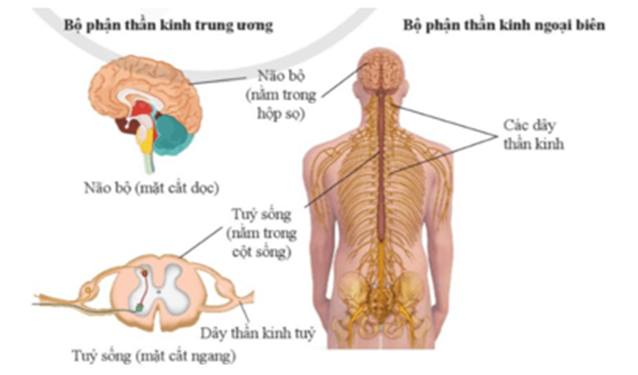 Bộ phận thần kinh trung ương
Bộ phận thần kinh ngoại biên
Não bộ
(nằm trong
hộp sọ)
Các dây
thần kinh
Não bộ (mặt cắt dọc)
Tuỷ sống
(nằm trong
cột sống)
Dây thần kinh tuỷ
Tuỷ sống (mặt cắt ngang)